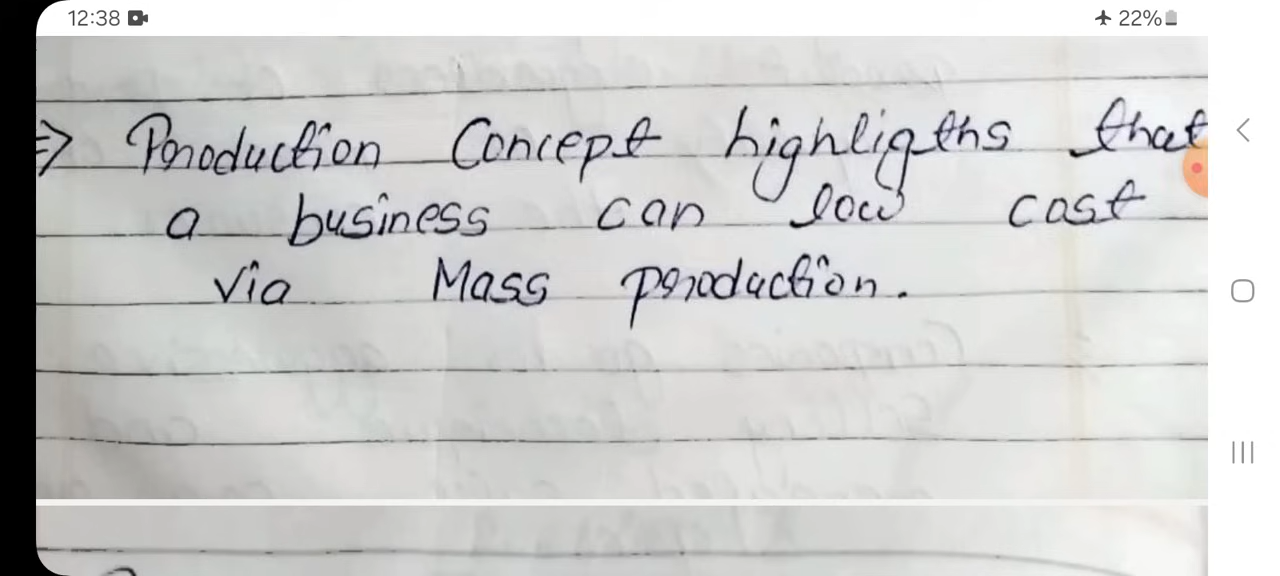 12:38 22%
⇒ Production Concept highligths that
a business can low cost
via Mass production.